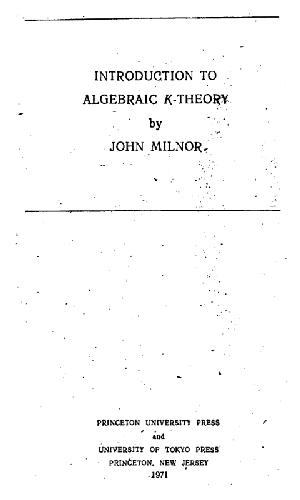 INTRODUCTION TO
ALGEBRAIC K-THEORY
by
JOHN MILNOR
PRINCETON UNIVERSITY PRESS
and
UNIVERSITY OF TOKYO PRESS
PRINCETON, NEW JERSEY
1971